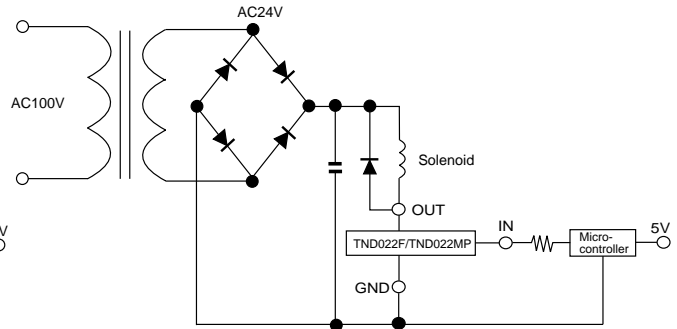 AC24V
AC100V
Solenoid
OUT
TND022F/TND022MP
IN
Micro-
controller
5V
GND
V